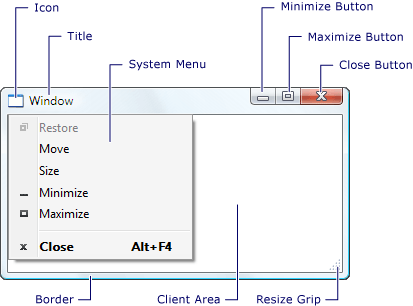 Icon
Minimize Button
Title
Maximize Button
System Menu
Close Button
Window
Restore
Move
Size
Minimize
Maximize
Close Alt+F4
Border
Client Area
Resize Grip